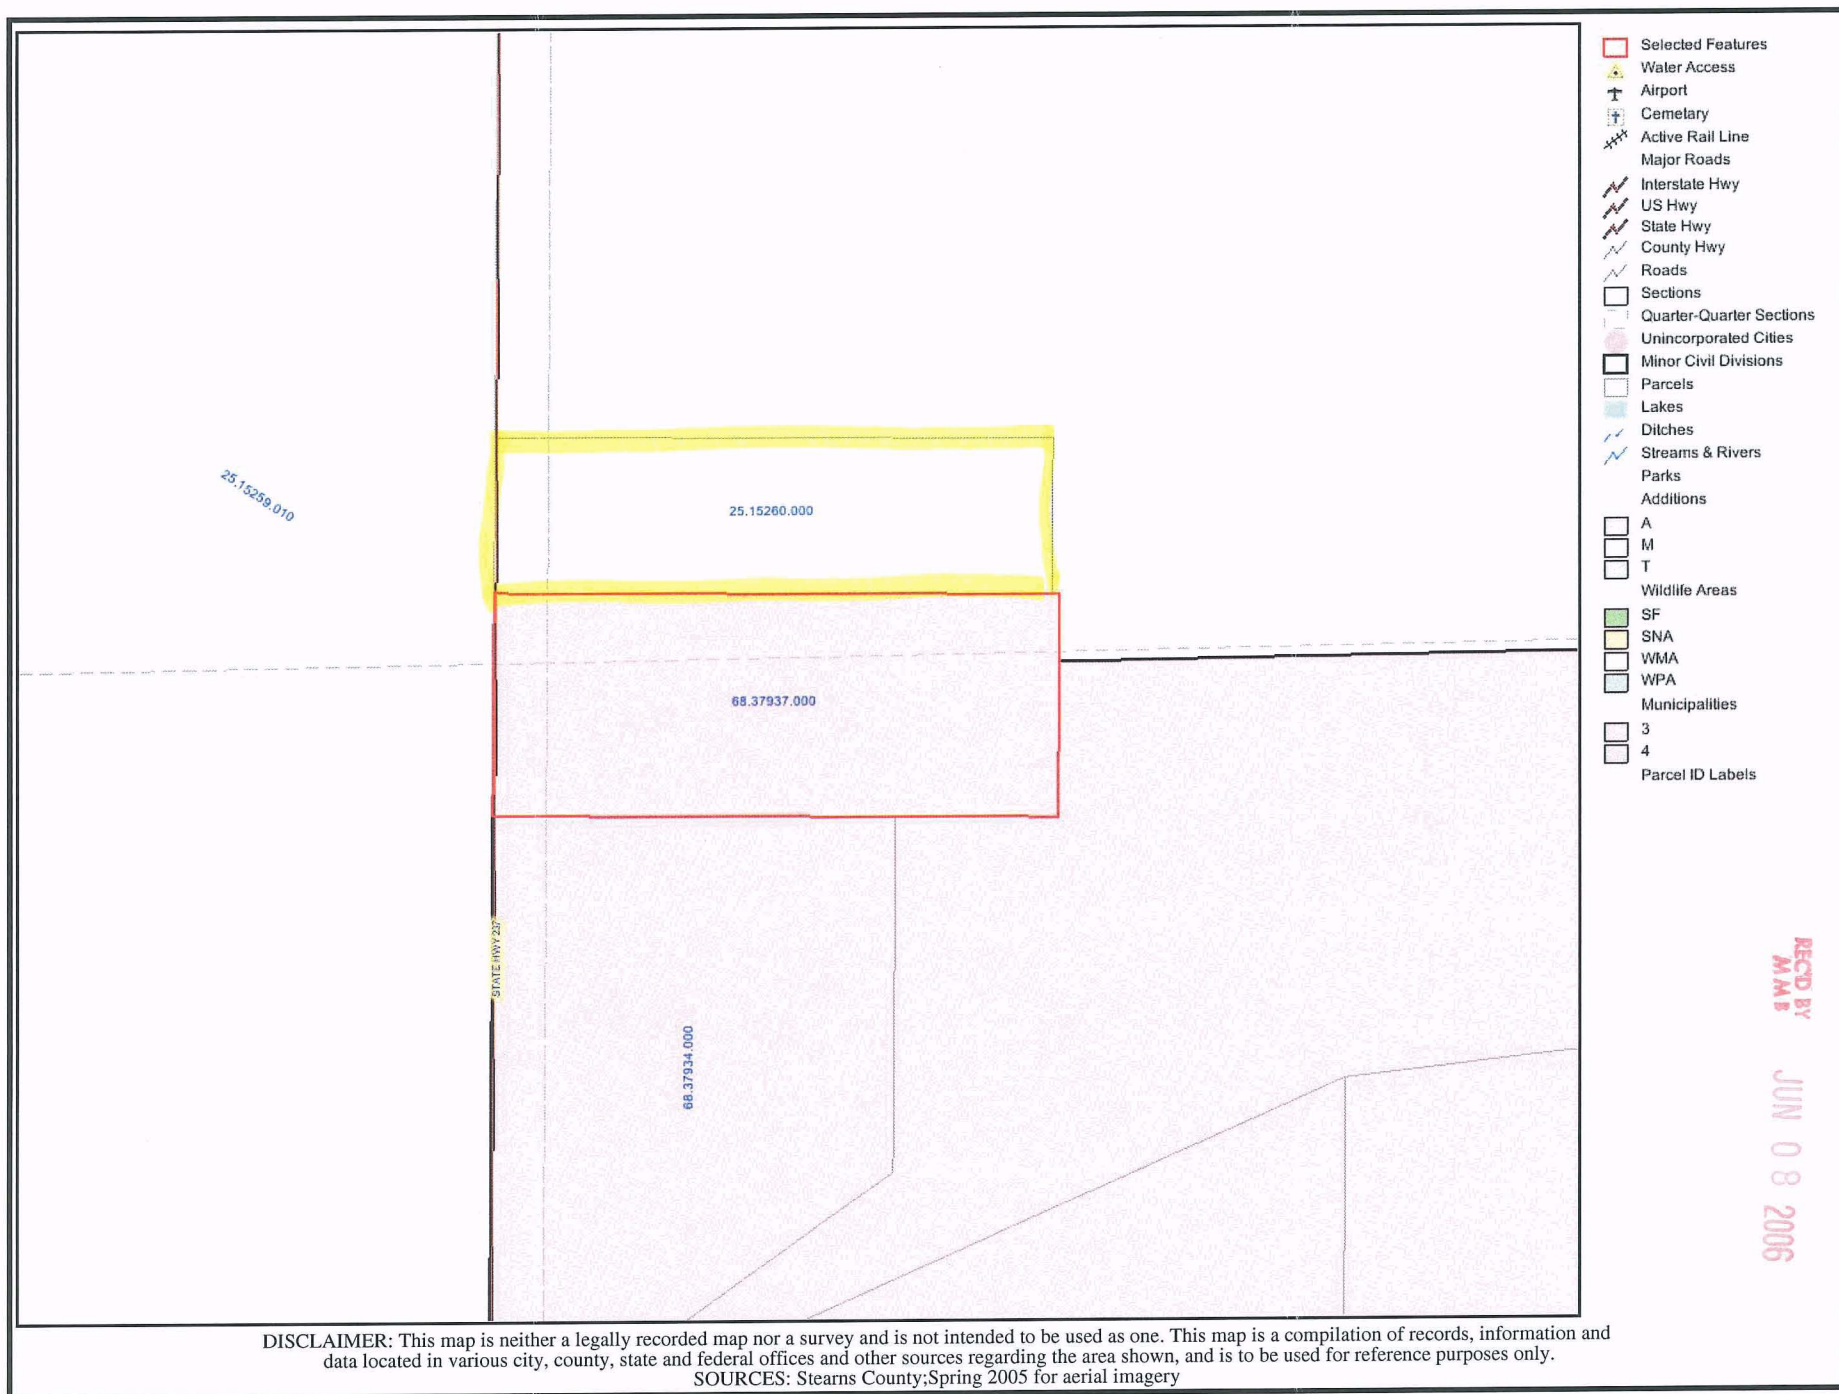 25.15259.010
25.15260.000
68.37937.000
STATE HWY 237
68.37934.000
Selected Features
Water Access
Airport
Cemetary
Active Rail Line
Major Roads
Interstate Hwy
US Hwy
State Hwy
County Hwy
Roads
Sections
Quarter-Quarter Sections
Unincorporated Cities
Minor Civil Divisions
Parcels
Lakes
Ditches
Streams & Rivers
Parks
Additions
A
M
T
Wildlife Areas
SF
SNA
WMA
WPA
Municipalities
3
4
Parcel ID Labels
REC'D BY
MMB
JUN 08 2006
DISCLAIMER: This map is neither a legally recorded map nor a survey and is not intended to be used as one. This map is a compilation of records, information and
data located in various city, county, state and federal offices and other sources regarding the area shown, and is to be used for reference purposes only.
SOURCES: Stearns County;Spring 2005 for aerial imagery